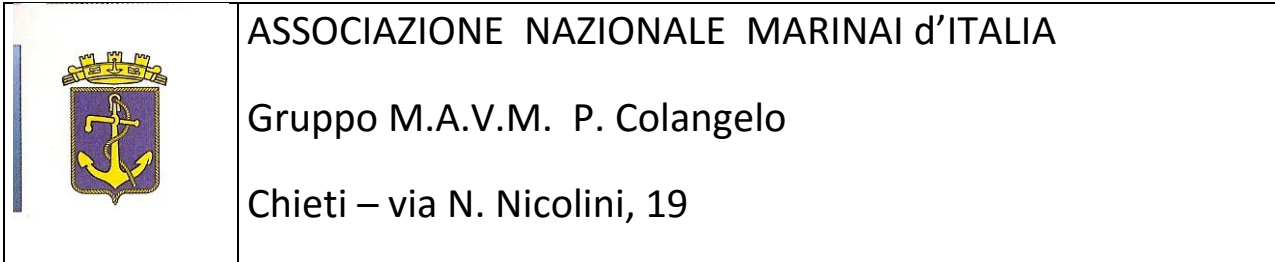 ASSOCIAZIONE NAZIONALE MARINAI d’ITALIA
Gruppo M.A.V.M. P. Colangelo
Chieti – via N. Nicolini, 19